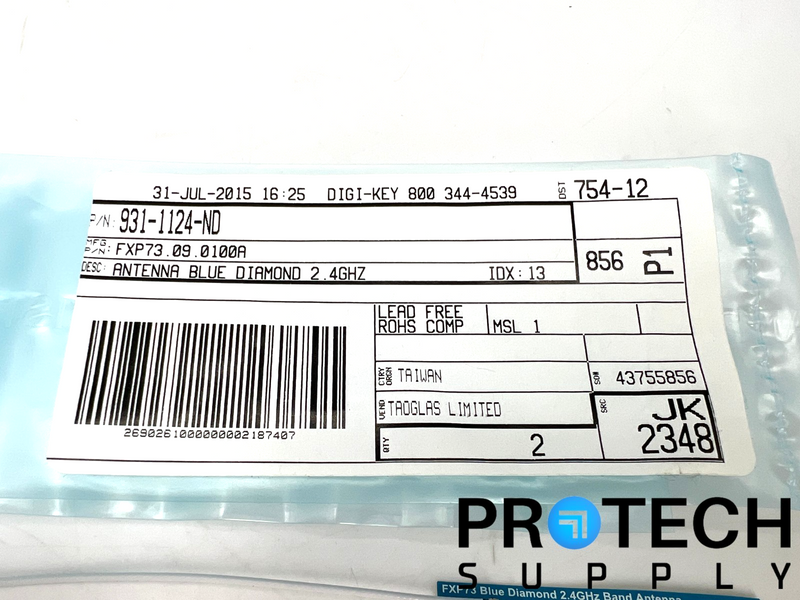 31-JUL-2015 16:25 DIGI-KEY 800 344-4539 DST 754-12
P/N: 931-1124-ND
MFG P/N: FXP73.09.0100A
856 P1
DESC: ANTENNA BLUE DIAMOND 2.4GHZ IDX: 13
LEAD FREE
ROHS COMP MSL 1
CTRY ORGN TAIWAN SO# 43755856
VEND TAOGLAS LIMITED SRC JK
2690261000000002187407
QTY 2 2348
PROTECH
SUPPLY
FXP73 Blue Diamond 2.4GHz Band Antenna